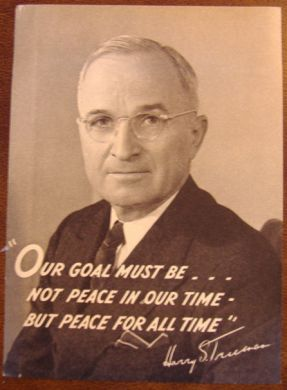 "OUR GOAL MUST BE . . .
NOT PEACE IN OUR TIME -
BUT PEACE FOR ALL TIME"
Harry S. Truman